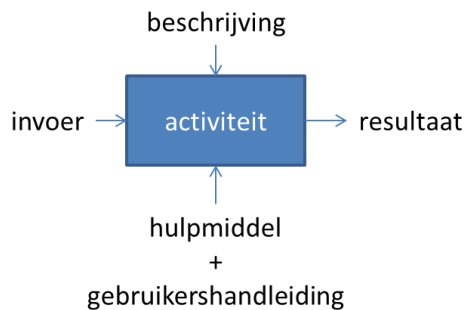 beschrijving
invoer
activiteit
resultaat
hulpmiddel
+
gebruikershandleiding